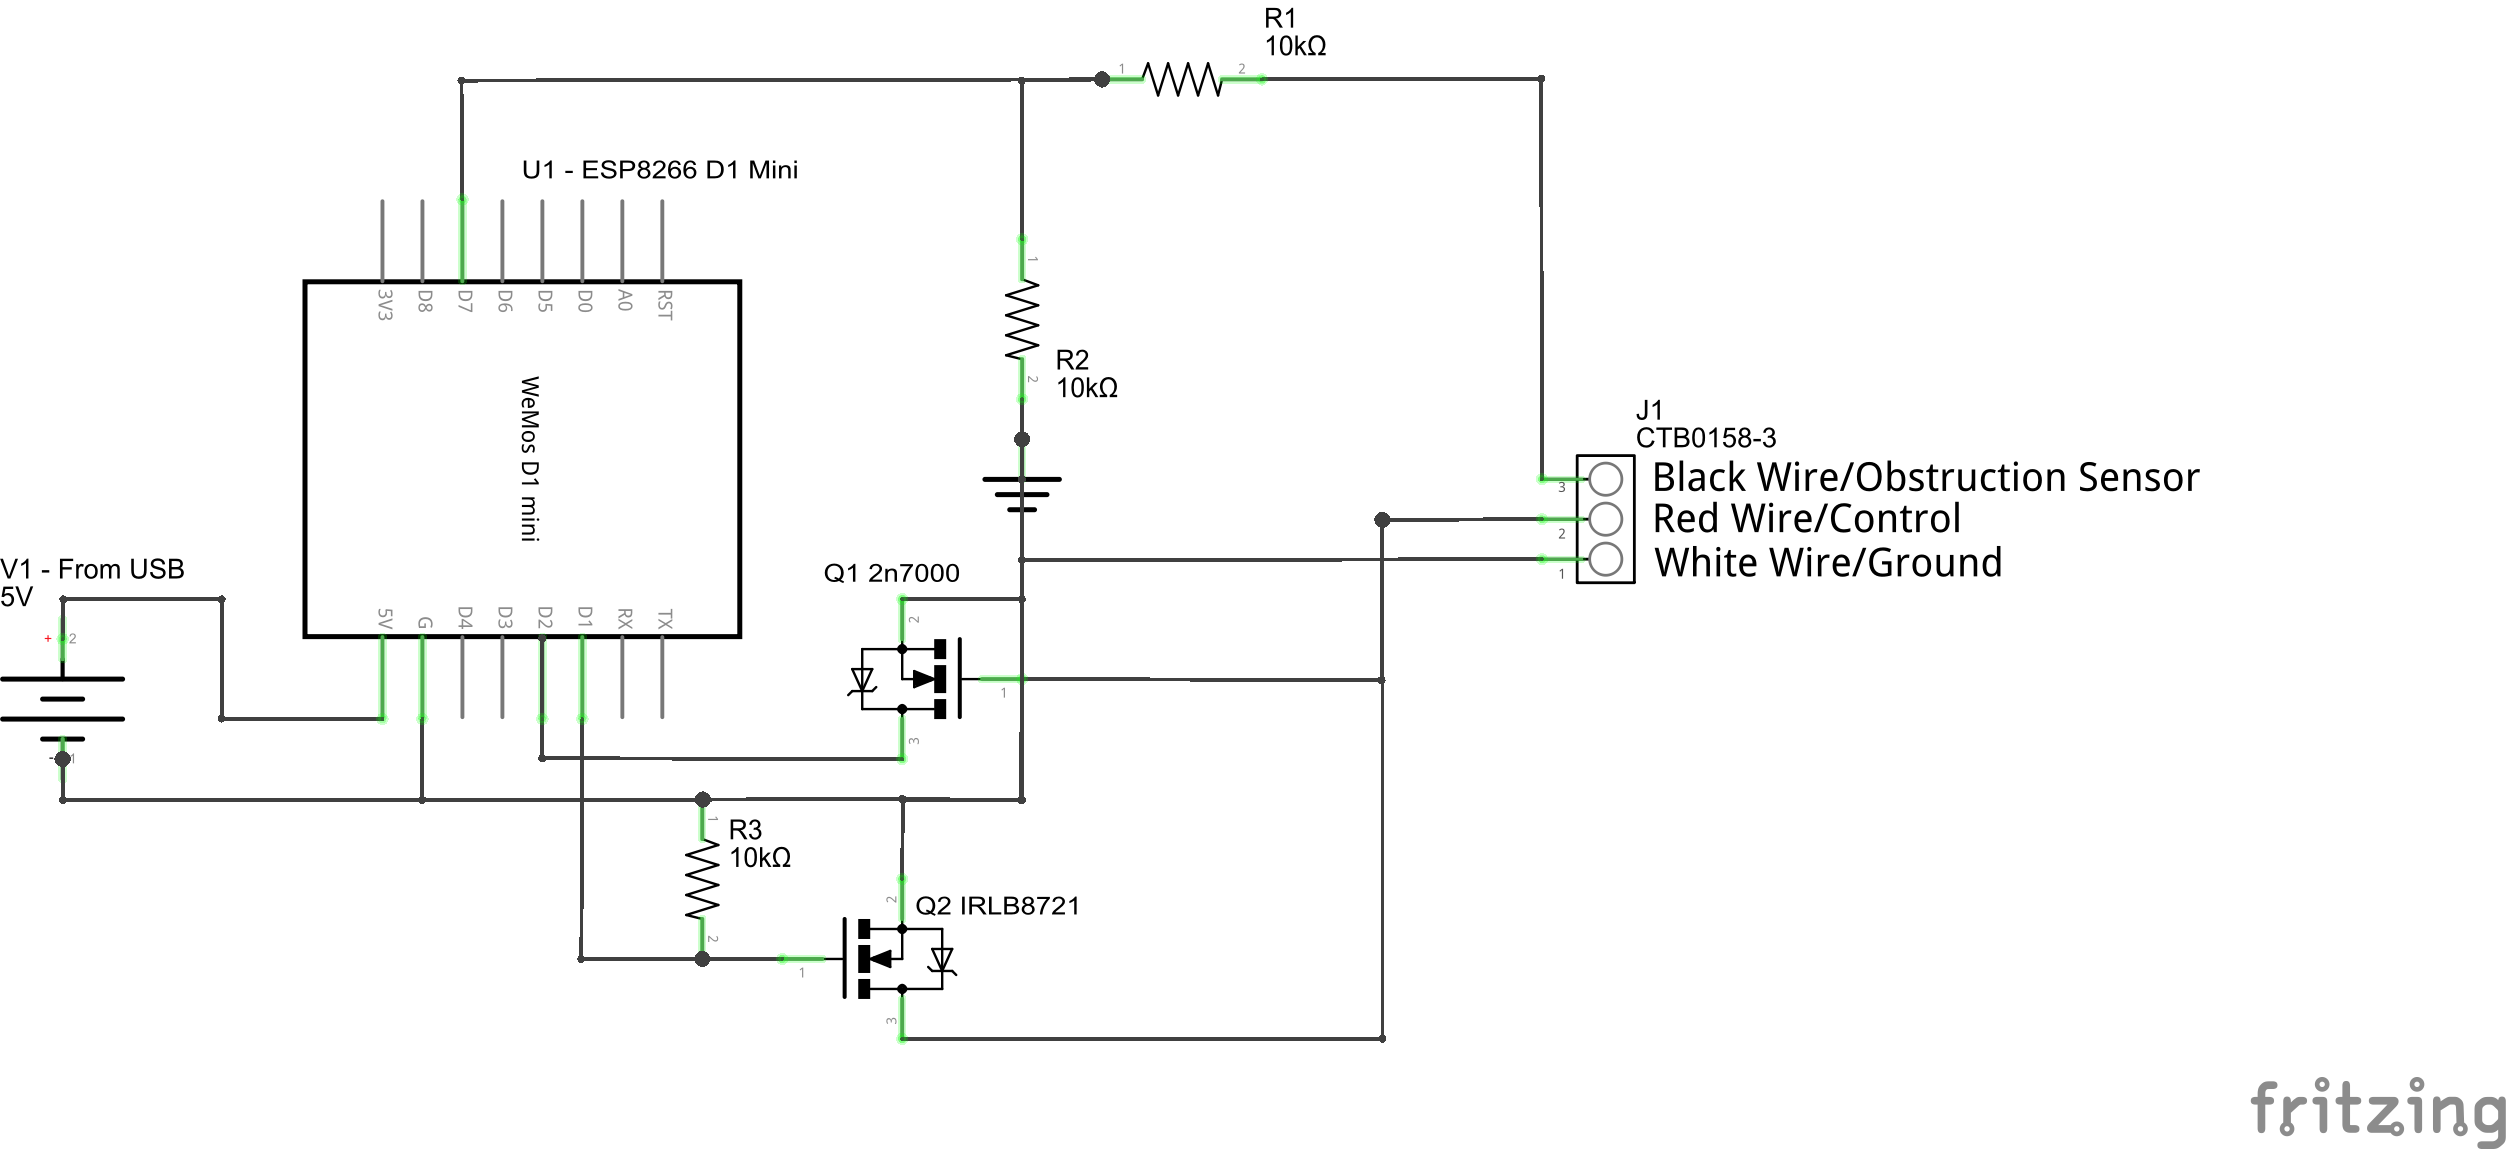 R1
10kΩ
1
2
U1 - ESP8266 D1 Mini
3V3
D8
D7
D6
D5
D0
A0
RST
WeMos D1 mini
1
2
R2
10kΩ
J1
CTB0158-3
3
Black Wire/Obstruction Sensor
2
Red Wire/Control
1
White Wire/Ground
V1 - From USB
5V
+
2
-
1
5V
G
D4
D3
D2
D1
RX
TX
Q1 2n7000
2
1
3
1
R3
10kΩ
2
2
Q2 IRLB8721
1
3
fritzing